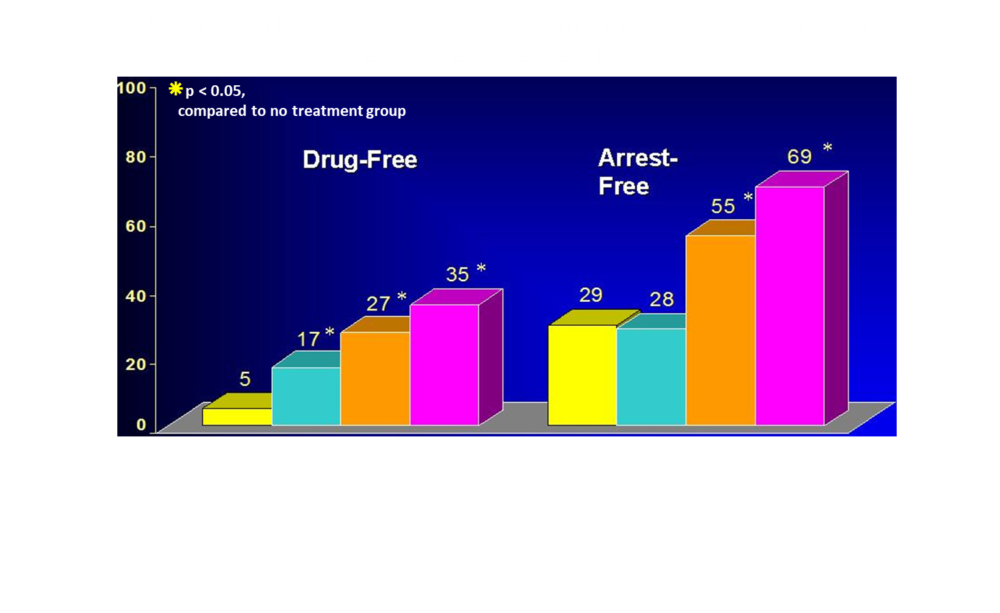 100
* p < 0.05,
compared to no treatment group
80
60
40
20
0
Drug-Free
5
17 *
27 *
35 *
Arrest-
Free
29
28
55 *
69 *